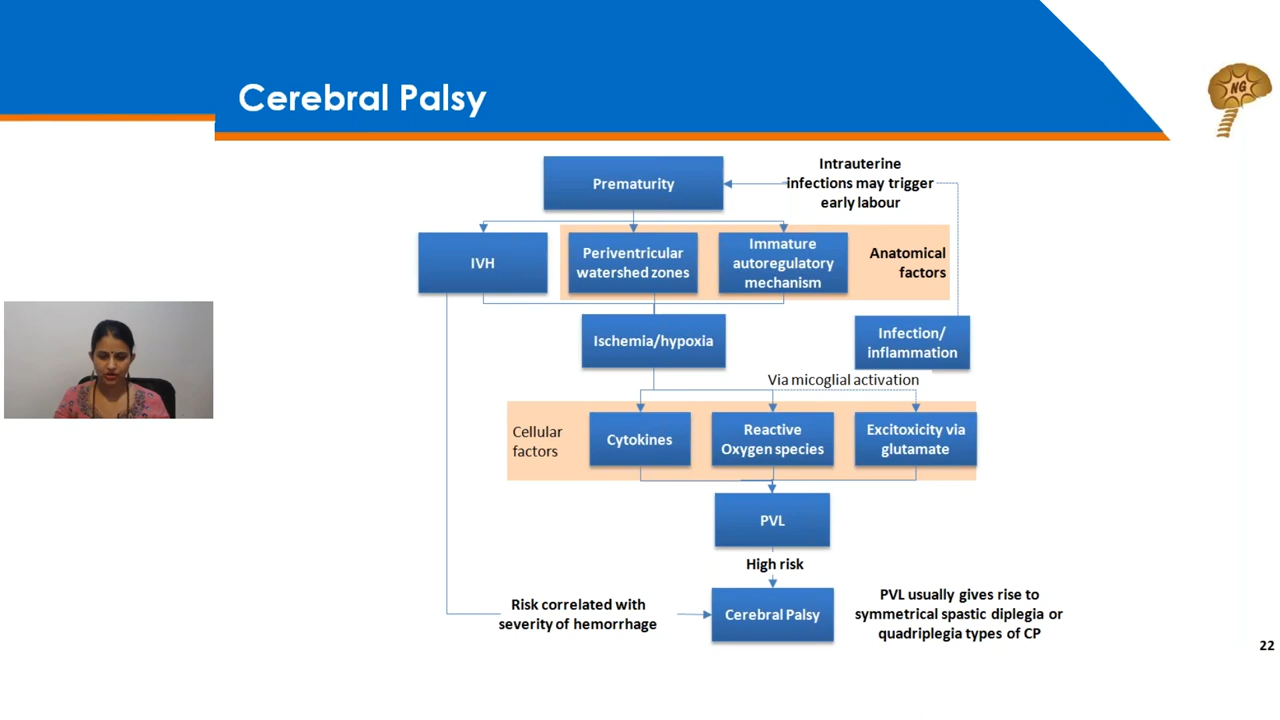 Cerebral Palsy
NG
Prematurity
Intrauterine
infections may trigger
early labour
IVH
Periventricular
watershed zones
Immature
autoregulatory
mechanism
Anatomical
factors
Ischemia/hypoxia
Infection/
inflammation
Via micoglial activation
Cellular
factors
Cytokines
Reactive
Oxygen species
Excitoxicity via
glutamate
PVL
High risk
Risk correlated with
severity of hemorrhage
Cerebral Palsy
PVL usually gives rise to
symmetrical spastic diplegia or
quadriplegia types of CP
22